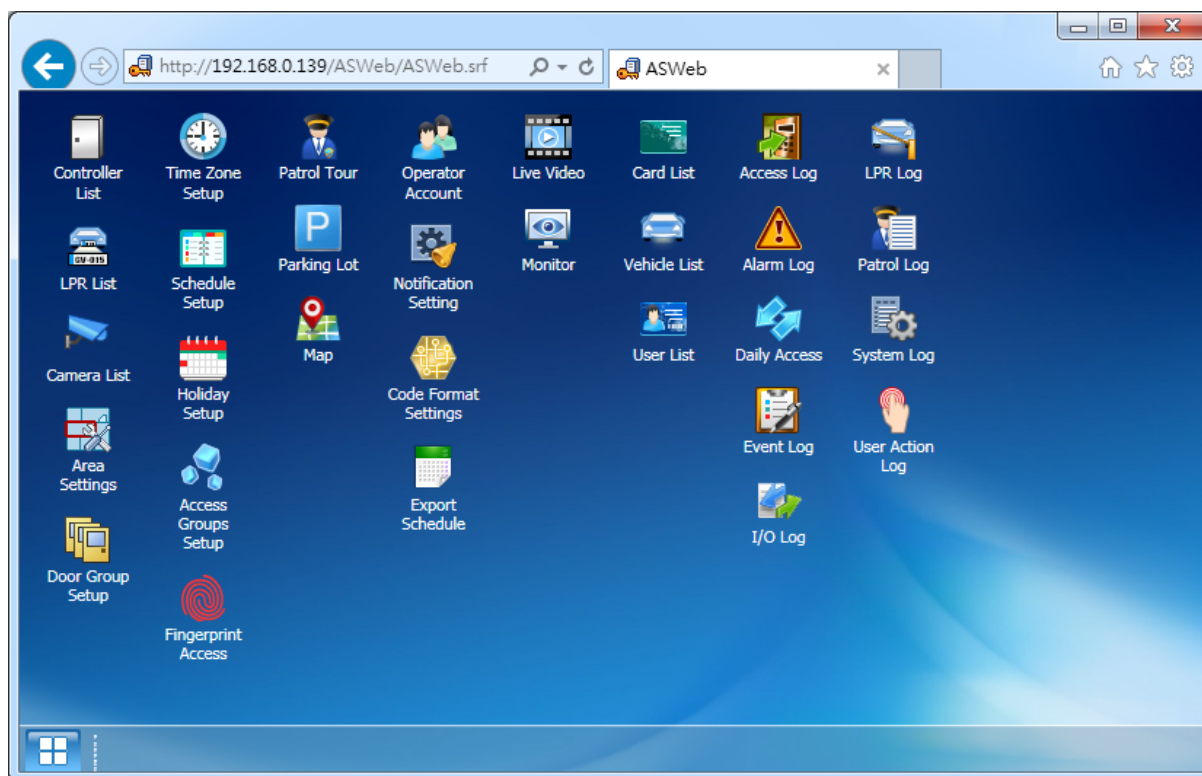 http://192.168.0.139/ASWeb/ASWeb.srf
ASWeb
Controller
List
Time Zone
Setup
Patrol Tour
Operator
Account
Live Video
Card List
Access Log
LPR Log
GV-015
LPR List
Schedule
Setup
P
Parking Lot
Notification
Setting
Monitor
Vehicle List
Alarm Log
Patrol Log
Camera List
Holiday
Setup
Map
Code Format
Settings
User List
Daily Access
System Log
Area
Settings
Access
Groups
Setup
Export
Schedule
Event Log
User Action
Log
Door Group
Setup
Fingerprint
Access
I/O Log